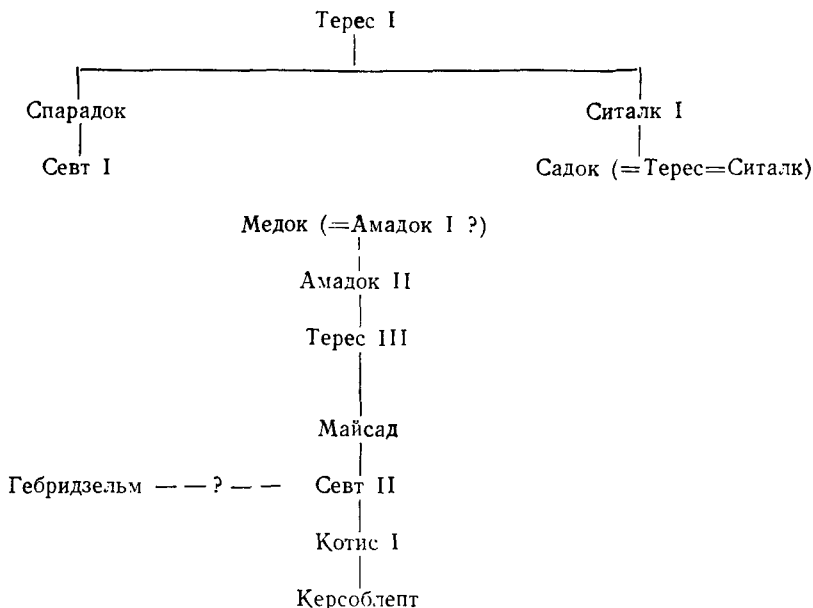 Терес I
Спарадок Ситалк I
Севт I Садок (=Терес=Ситалк)
Медок (=Амадок I ?)
Амадок II
Терес III
Майсад
Гебридзельм — — ? — — Севт II
Котис I
Керсоблепт